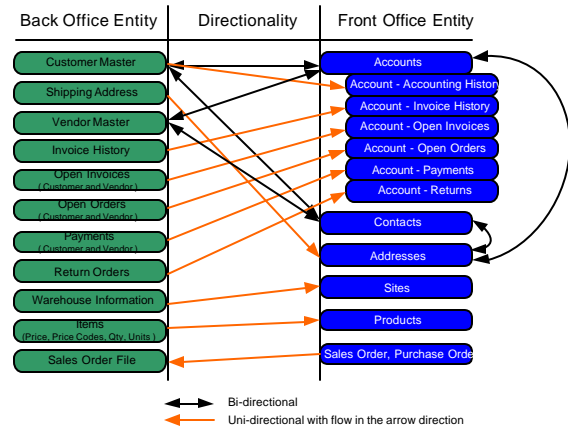 Back Office Entity
Directionality
Front Office Entity
Customer Master
Shipping Address
Vendor Master
Invoice History
Open Invoices
( Customer and Vendor )
Open Orders
( Customer and Vendor )
Payments
( Customer and Vendor )
Return Orders
Warehouse Information
Items
(Price, Price Codes, Qty, Units )
Sales Order File
Accounts
Account - Accounting History
Account - Invoice History
Account - Open Invoices
Account - Open Orders
Account - Payments
Account - Returns
Contacts
Addresses
Sites
Products
Sales Order, Purchase Orde
Bi-directional
Uni-directional with flow in the arrow direction